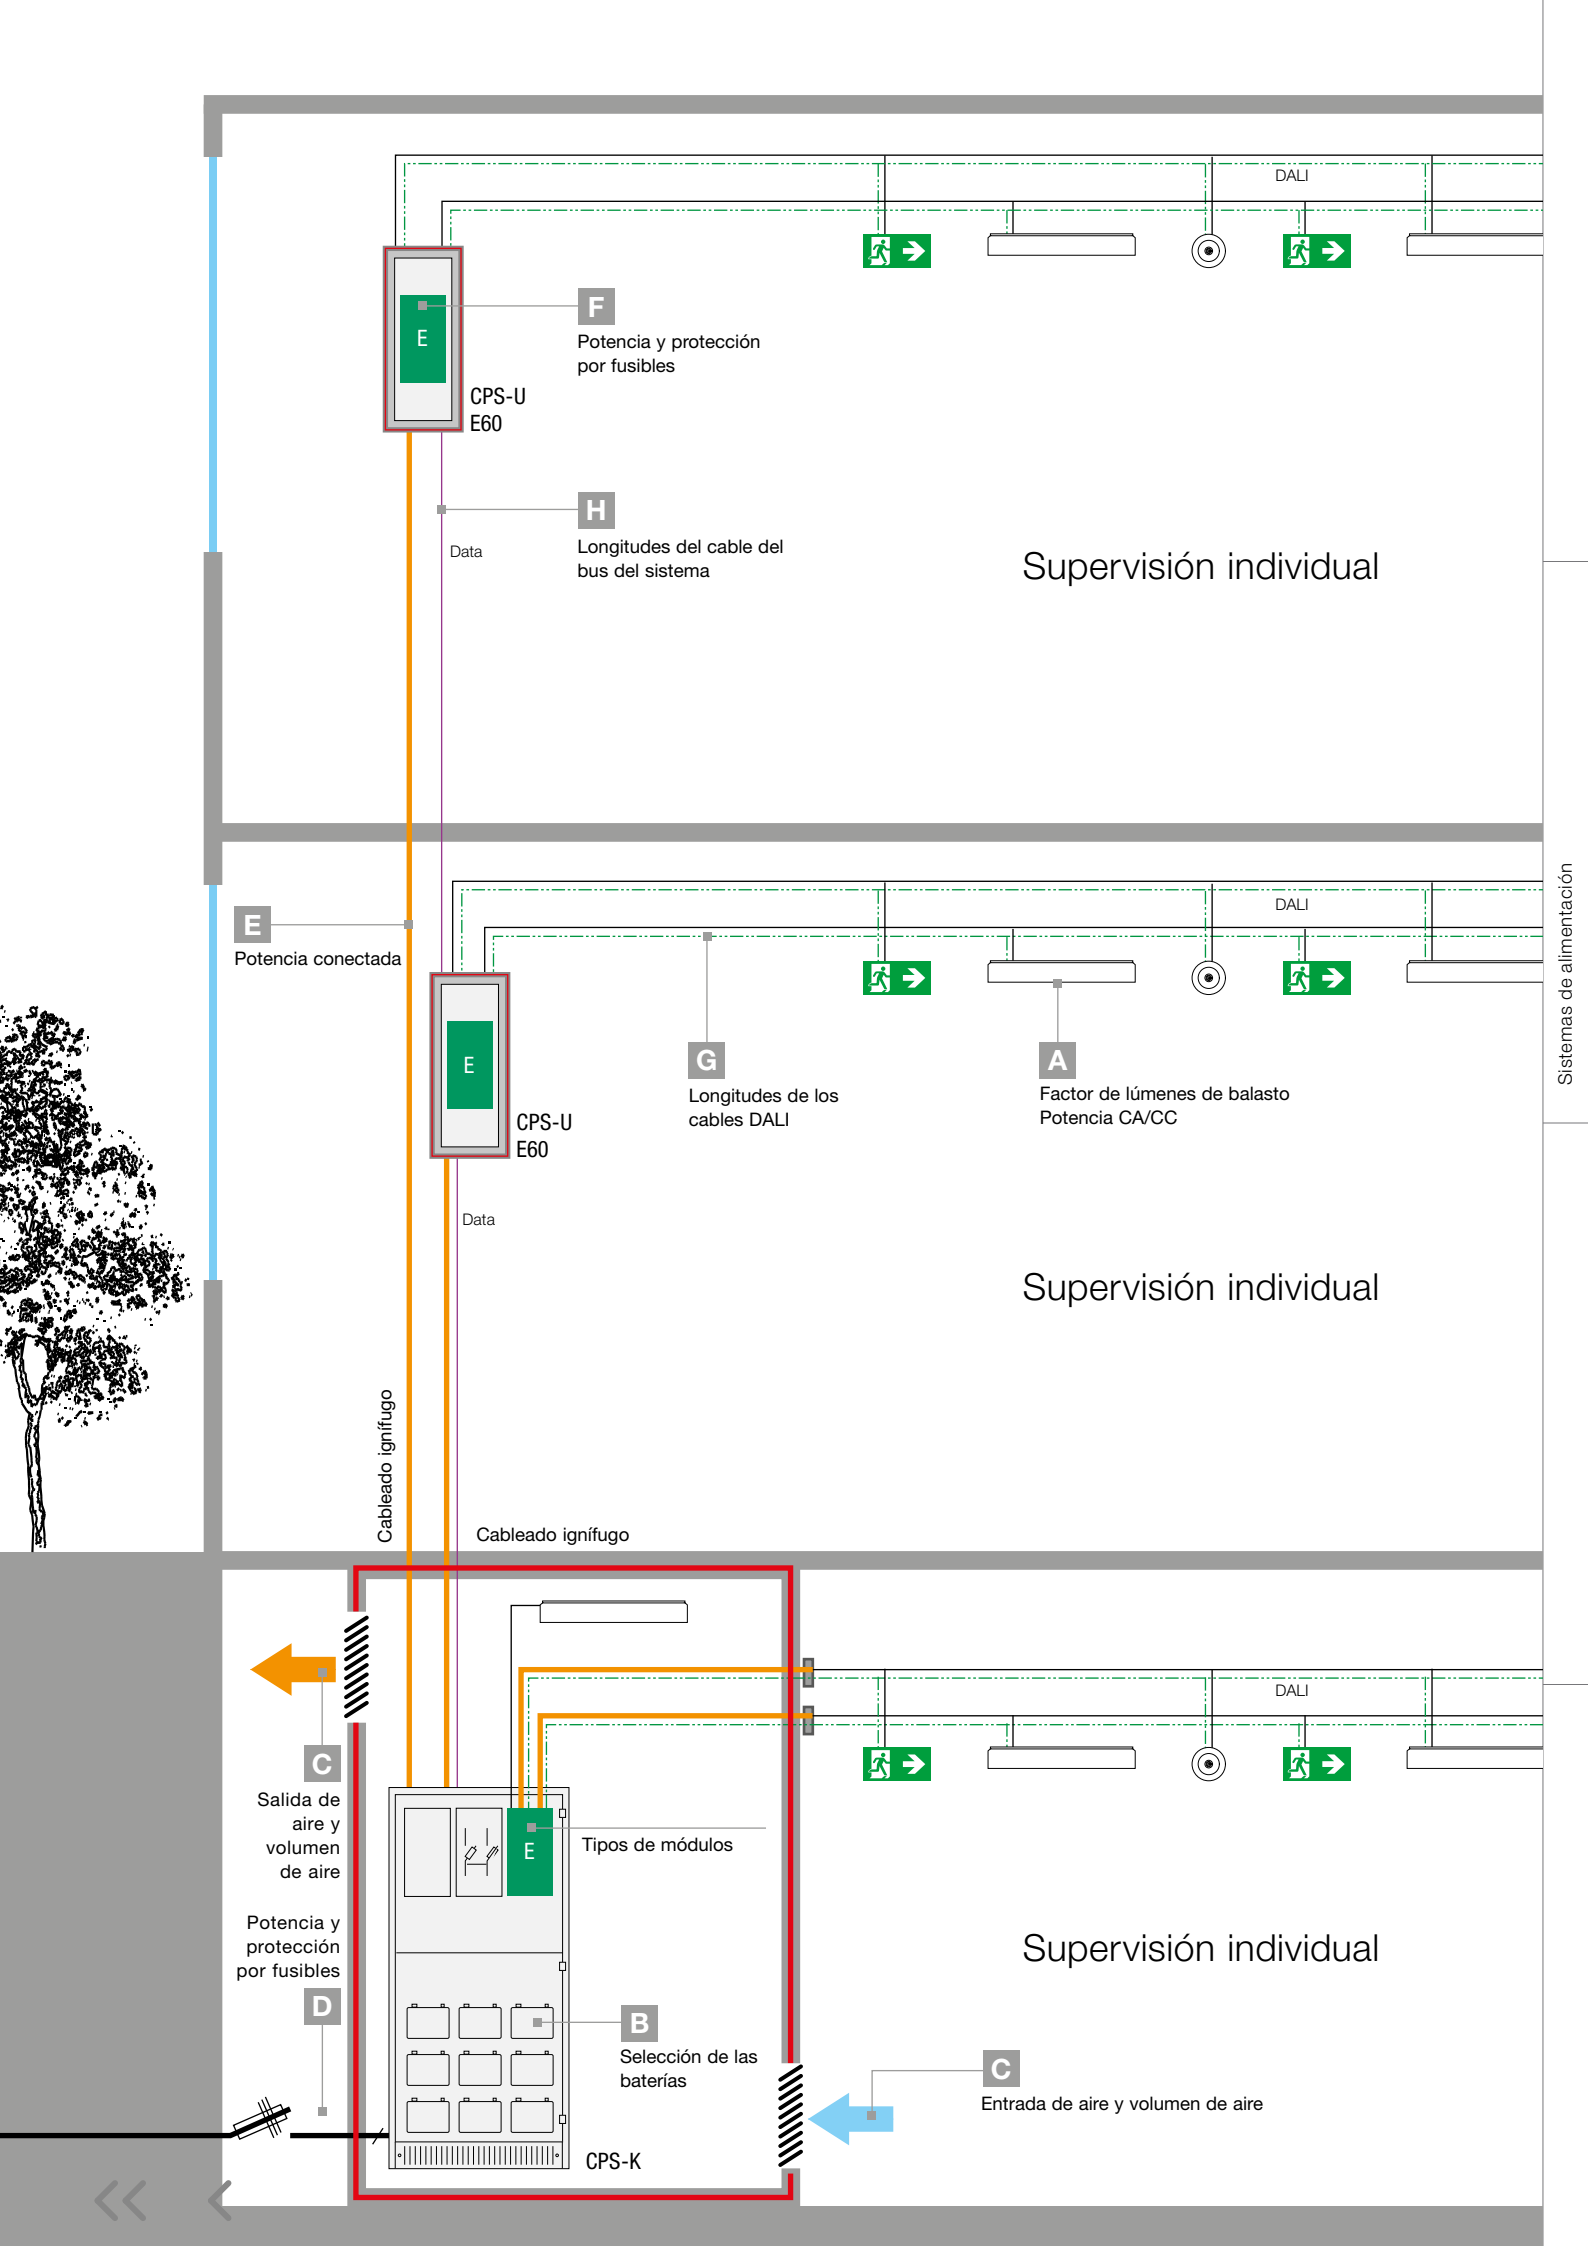 DALI
F
Potencia y protección
por fusibles
E
CPS-U
E60
H
Longitudes del cable del
bus del sistema
Data
Supervisión individual
Sistemas de alimentación
DALI
E
Potencia conectada
E
CPS-U
E60
G
Longitudes de los
cables DALI
A
Factor de lúmenes de balasto
Potencia CA/CC
Data
Supervisión individual
Cableado ignífugo
Cableado ignífugo
DALI
C
Salida de
aire y
volumen
de aire
E
Tipos de módulos
Potencia y
protección
por fusibles
D
Supervisión individual
B
Selección de las
baterías
C
Entrada de aire y volumen de aire
CPS-K